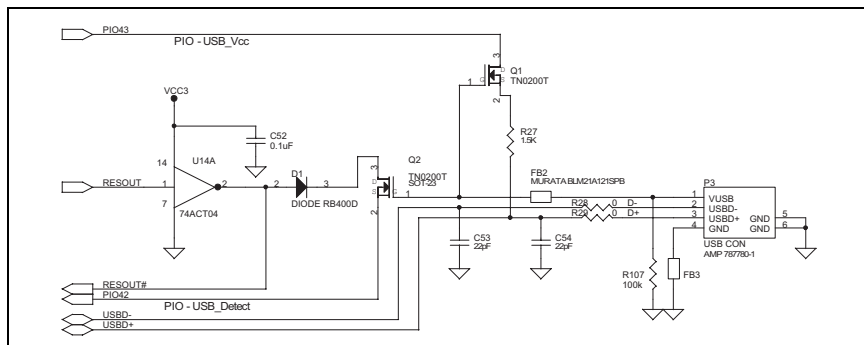 PIO43
PIO - USB_Vcc
3
D
G
S
1
2
Q1
TN0200T
VCC3
C52
0.1uF
U14A
14
Q2
TN0200T
SOT-23
R27
1.5K
RESOUT
1
2
2
D1
3
3
D
S
G
1
FB2
MURATA BLM21A121SPB
P3
7
74ACT04
DIODE RB400D
2
R28
0
D-
R29
0
D+
1
2
3
4
VUSB
USBD-
USBD+
GND
GND
GND
5
6
USB CON
AMP 787780-1
C53
22pF
C54
22pF
R107
100k
FB3
RESOUT#
PIO42
PIO - USB_Detect
USBD-
USBD+